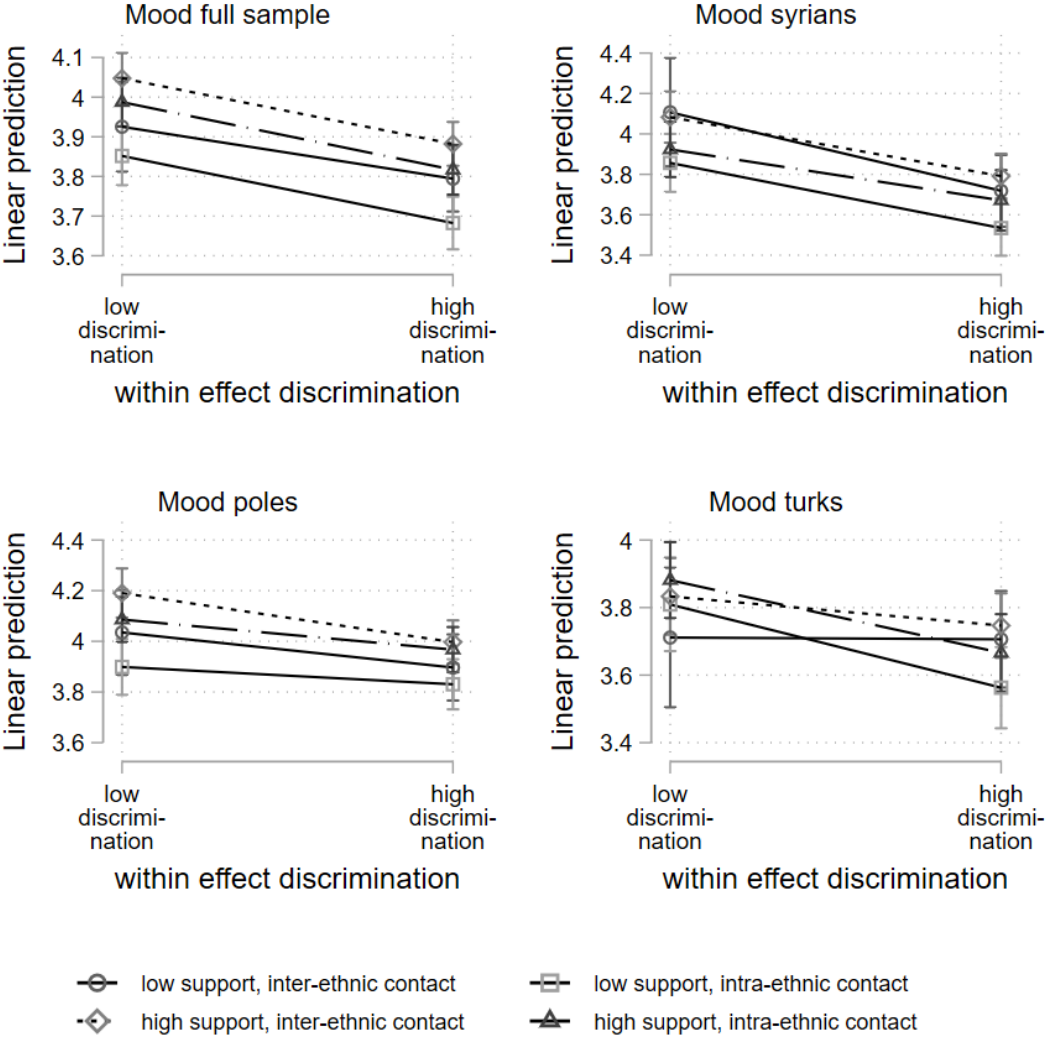 Mood full sample
Linear prediction
4.1
4
3.9
3.8
3.7
3.6
low
discrimi-
nation
high
discrimi-
nation
within effect discrimination
Mood syrians
Linear prediction
4.4
4.2
4
3.8
3.6
3.4
low
discrimi-
nation
high
discrimi-
nation
within effect discrimination
Mood poles
Linear prediction
4.4
4.2
4
3.8
3.6
low
discrimi-
nation
high
discrimi-
nation
within effect discrimination
Mood turks
Linear prediction
4
3.8
3.6
3.4
low
discrimi-
nation
high
discrimi-
nation
within effect discrimination
low support, inter-ethnic contact
low support, intra-ethnic contact
high support, inter-ethnic contact
high support, intra-ethnic contact